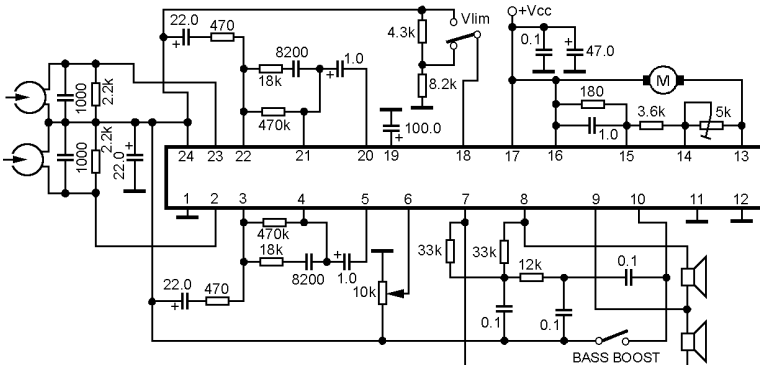 +Vcc
22.0 470 4.3k Vlim 0.1 47.0
+ + +
8200 1.0
18k 8.2k M
1000 2.2k 470k 100.0 180 3.6k 5k
+ 1.0
2.2k
1000 22.0 +
24 23 22 21 20 19 18 17 16 15 14 13
1 2 3 4 5 6 7 8 9 10 11 12
470k 33k 33k
18k + 12k 0.1
22.0 470 8200 1.0 10k
+ 0.1 0.1
BASS BOOST